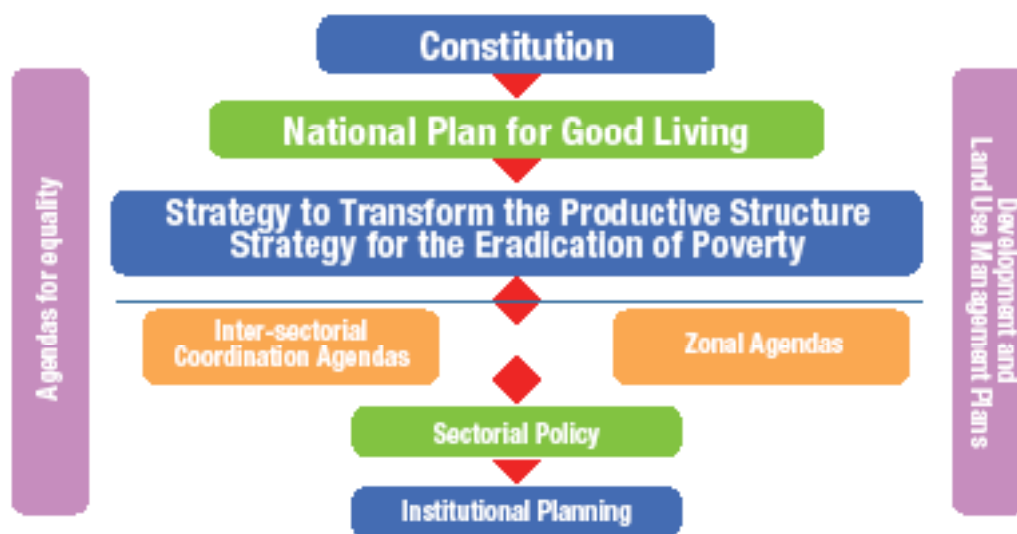 Constitution
National Plan for Good Living
Strategy to Transform the Productive Structure
Strategy for the Eradication of Poverty
Inter-sectorial
Coordination Agendas
Zonal Agendas
Sectorial Policy
Institutional Planning
Agendas for equality
Development and
Land Use Management Plans